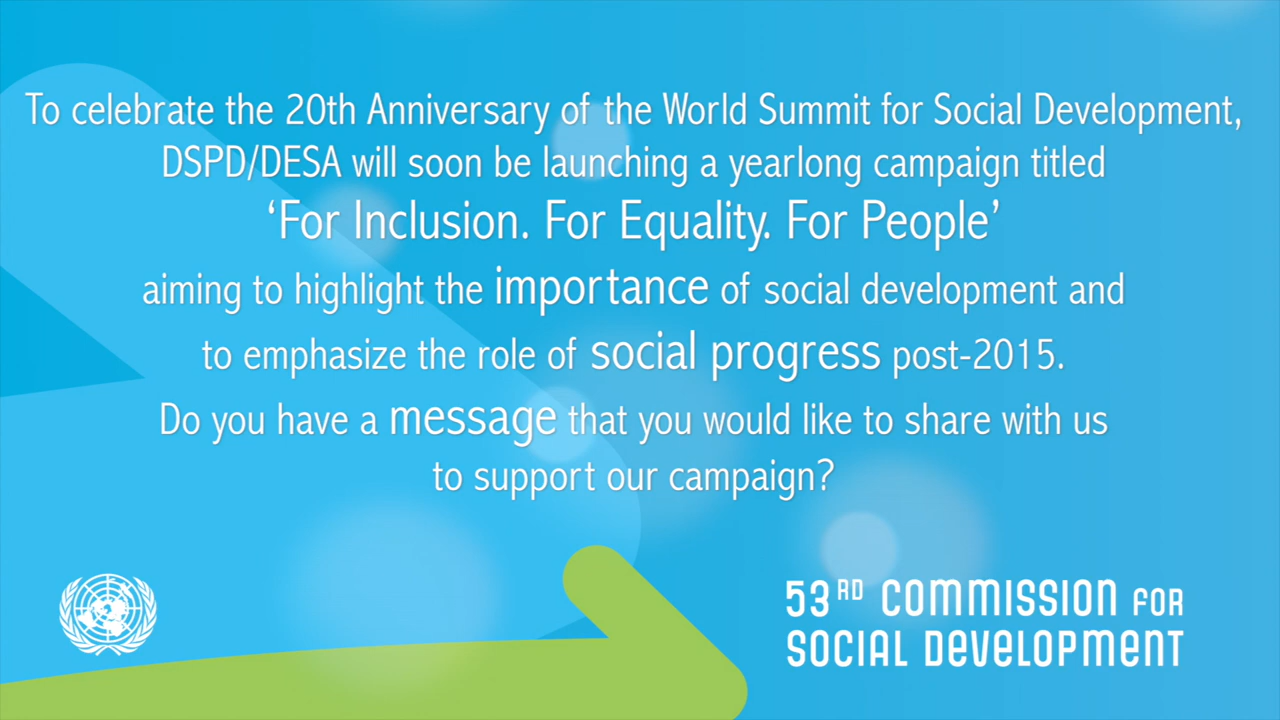 To celebrate the 20th Anniversary of the World Summit for Social Development,
DSPD/DESA will soon be launching a yearlong campaign titled
‘For Inclusion. For Equality. For People’
aiming to highlight the importance of social development and
to emphasize the role of social progress post-2015.
Do you have a message that you would like to share with us
to support our campaign?
53RD COMMISSION FOR
SOCIAL DEVELOPMENT